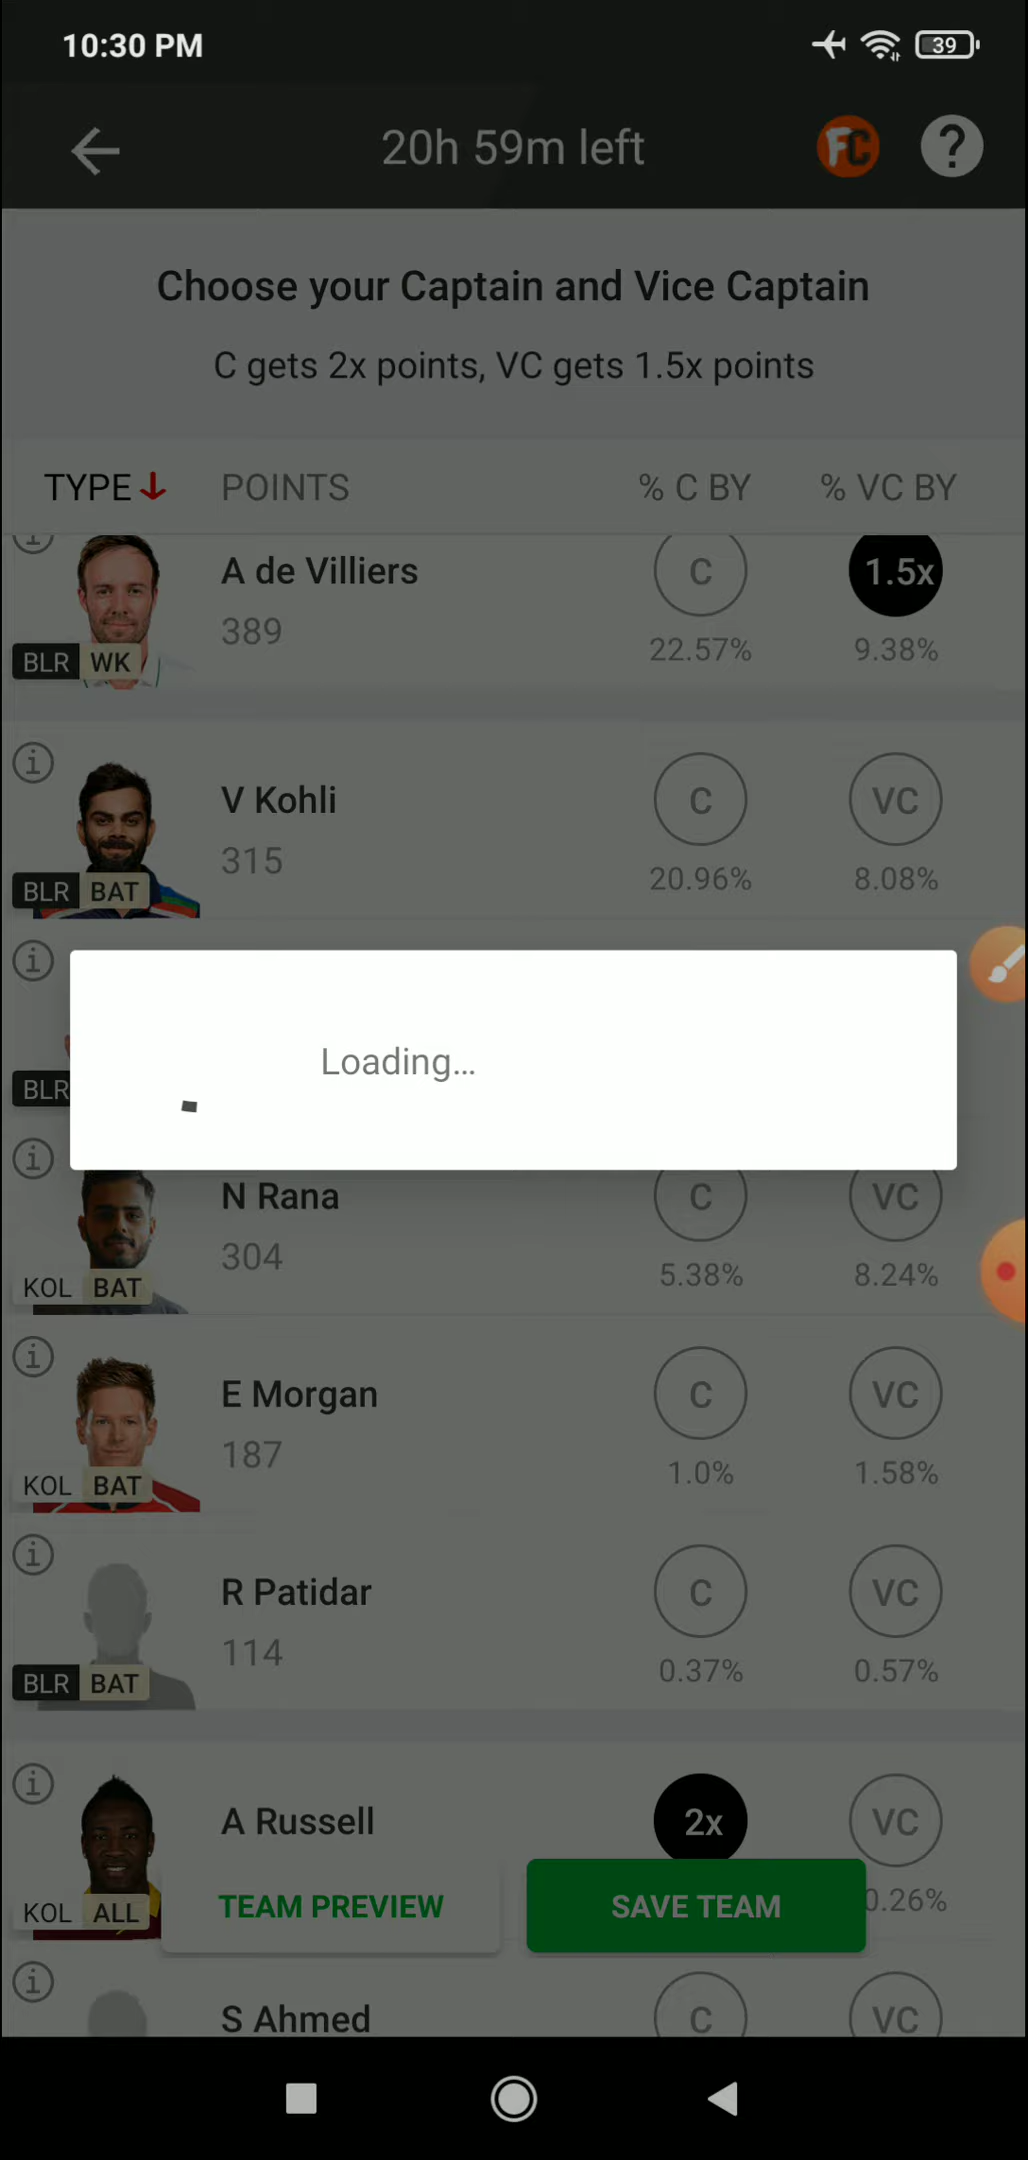 10:30 PM
39
20h 59m left
FC
?
Choose your Captain and Vice Captain
C gets 2x points, VC gets 1.5x points
TYPE POINTS % C BY % VC BY
A de Villiers C 1.5x
389
22.57% 9.38%
BLR WK
V Kohli C VC
315
20.96% 8.08%
BLR BAT
Loading...
BLR
N Rana C VC
304
5.38% 8.24%
KOL BAT
E Morgan C VC
187
1.0% 1.58%
KOL BAT
R Patidar C VC
114
0.37% 0.57%
BLR BAT
A Russell 2x VC
0.26%
KOL ALL
TEAM PREVIEW SAVE TEAM
S Ahmed C VC